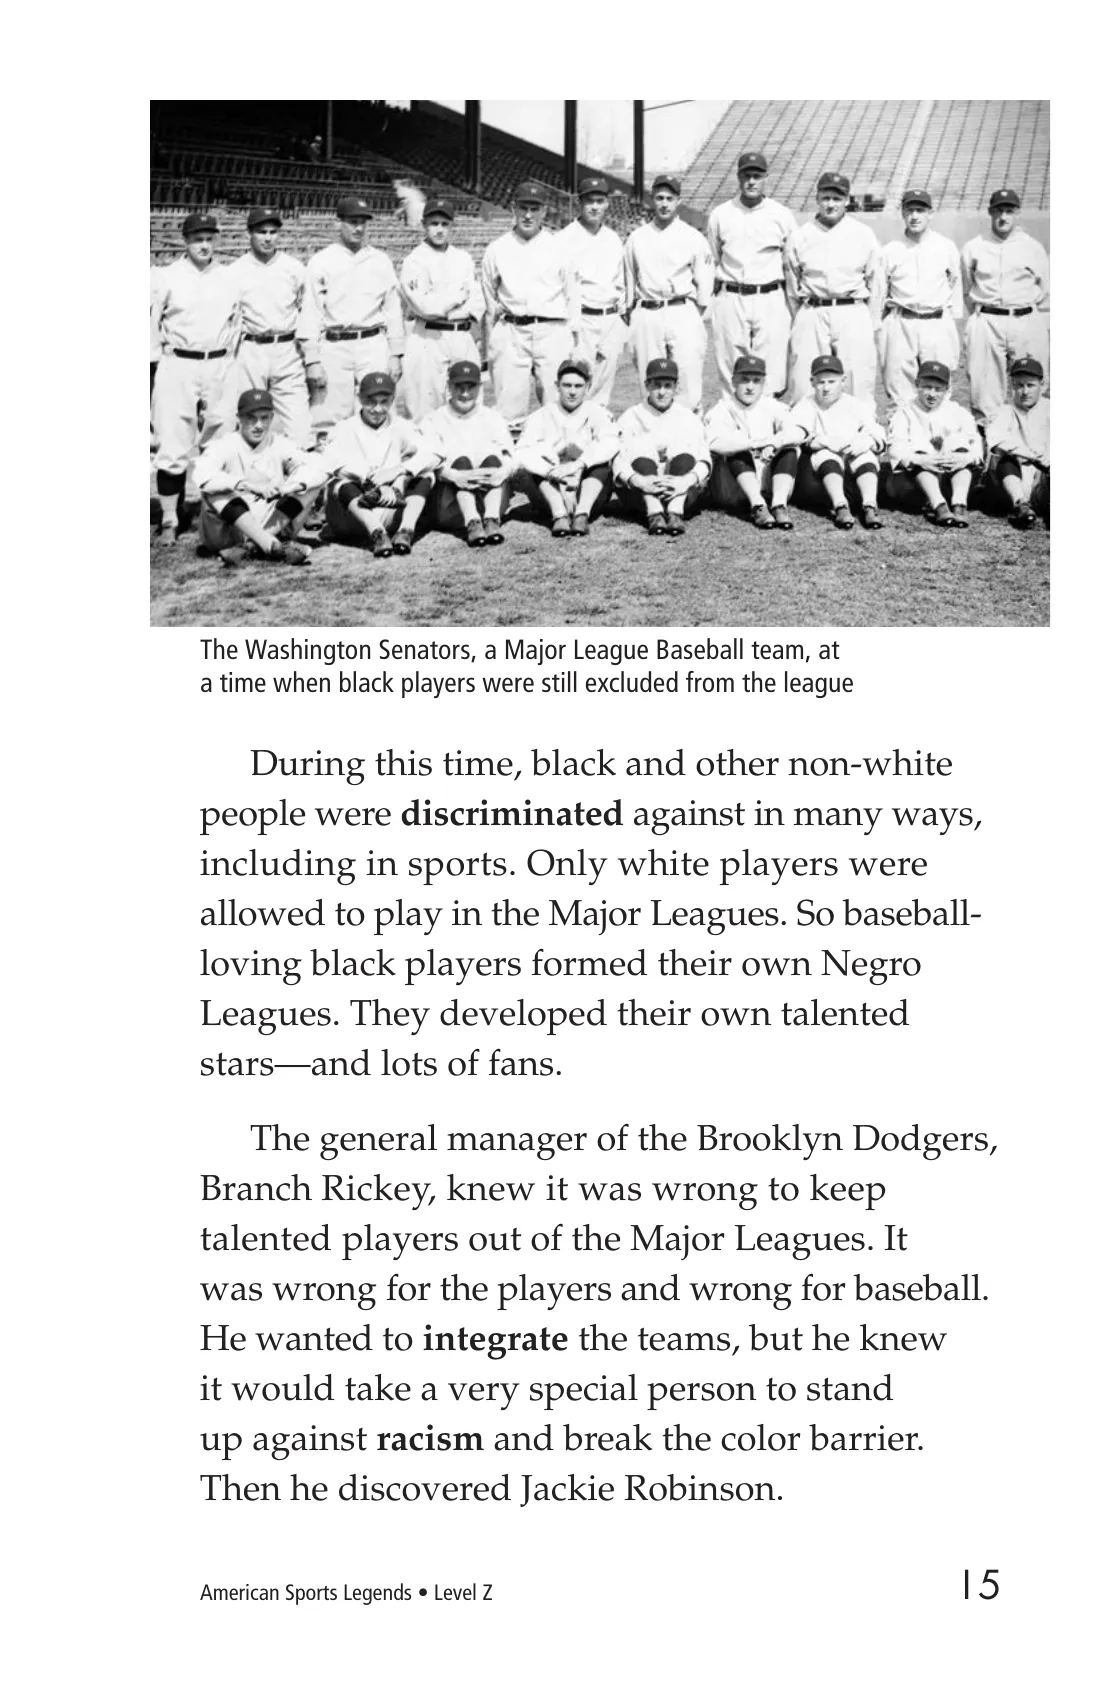 The Washington Senators, a Major League Baseball team, at
a time when black players were still excluded from the league
During this time, black and other non-white
people were discriminated against in many ways,
including in sports. Only white players were
allowed to play in the Major Leagues. So baseball-
loving black players formed their own Negro
Leagues. They developed their own talented
stars—and lots of fans.
The general manager of the Brooklyn Dodgers,
Branch Rickey, knew it was wrong to keep
talented players out of the Major Leagues. It
was wrong for the players and wrong for baseball.
He wanted to integrate the teams, but he knew
it would take a very special person to stand
up against racism and break the color barrier.
Then he discovered Jackie Robinson.
American Sports Legends • Level Z
15